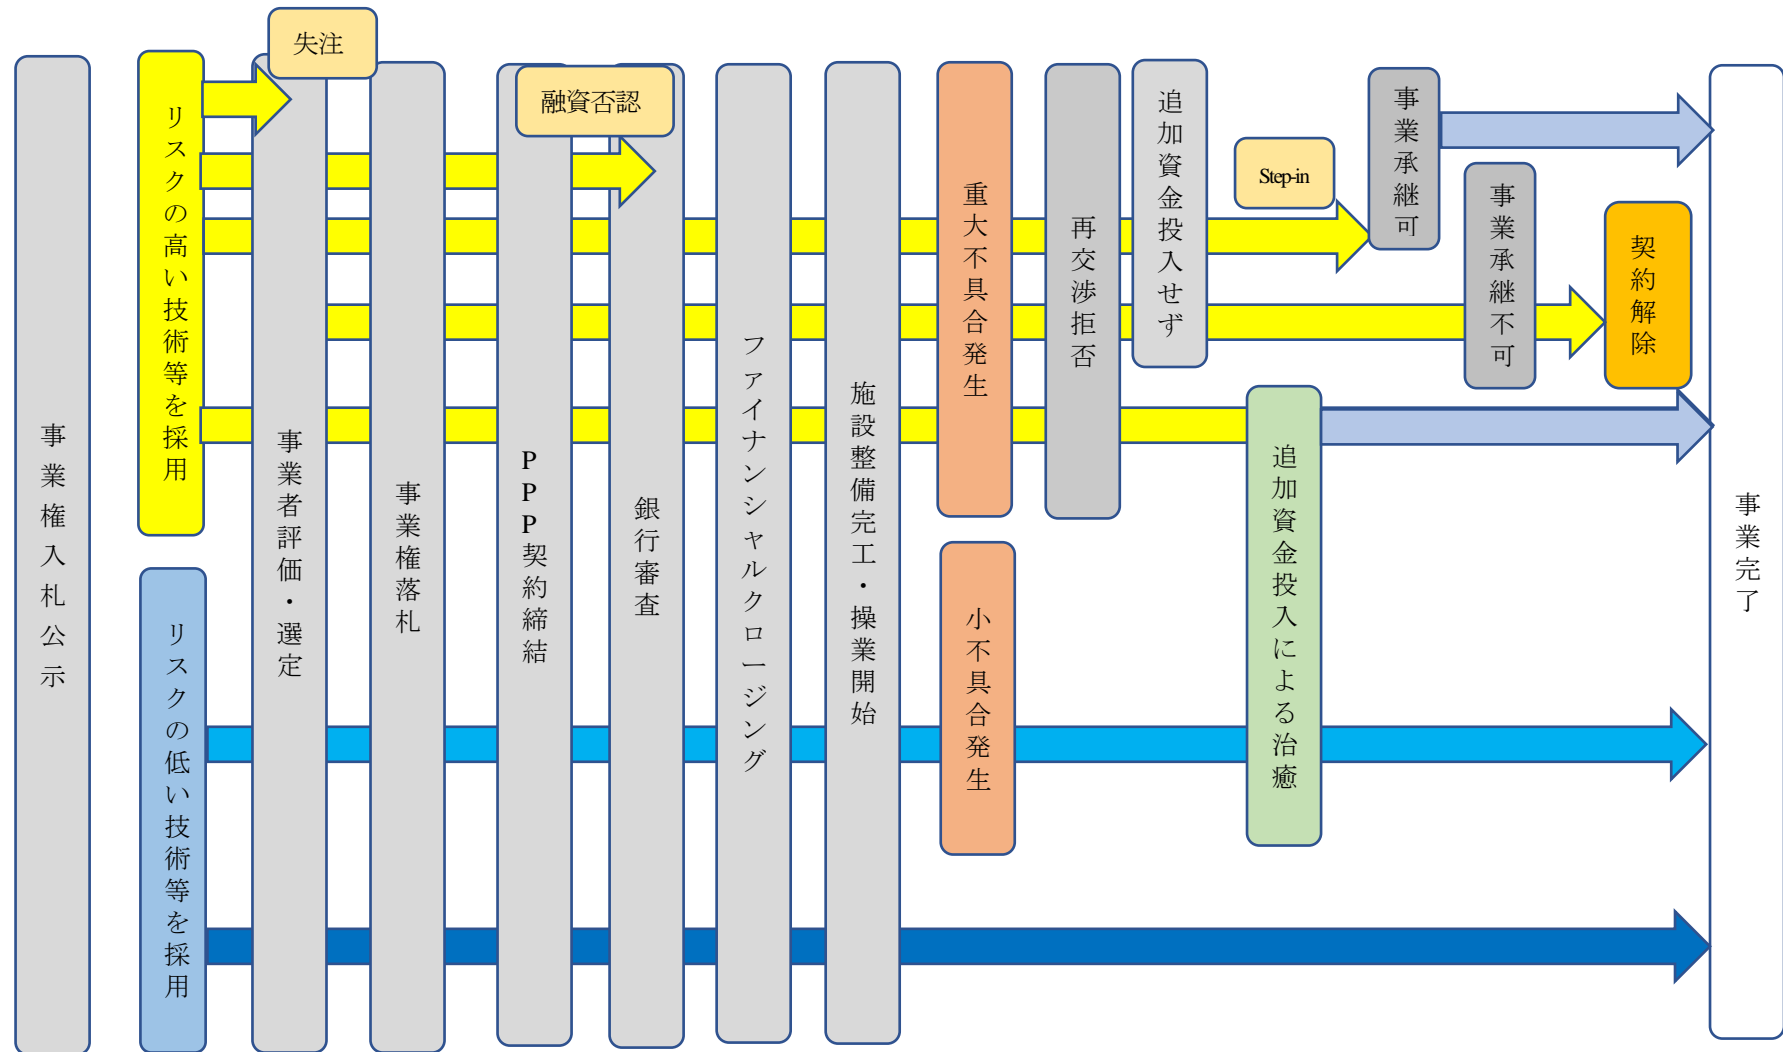 事業権入札公示
リスクの高い技術等を採用
リスクの低い技術等を採用
失注
事業者評価・選定
事業権落札
PPP契約締結
融資否認
銀行審査
ファイナンシャルクロージング
施設整備完工・操業開始
重大不具合発生
小不具合発生
再交渉拒否
追加資金投入せず
Step-in
追加資金投入による治癒
事業承継可
事業承継不可
契約解除
事業完了